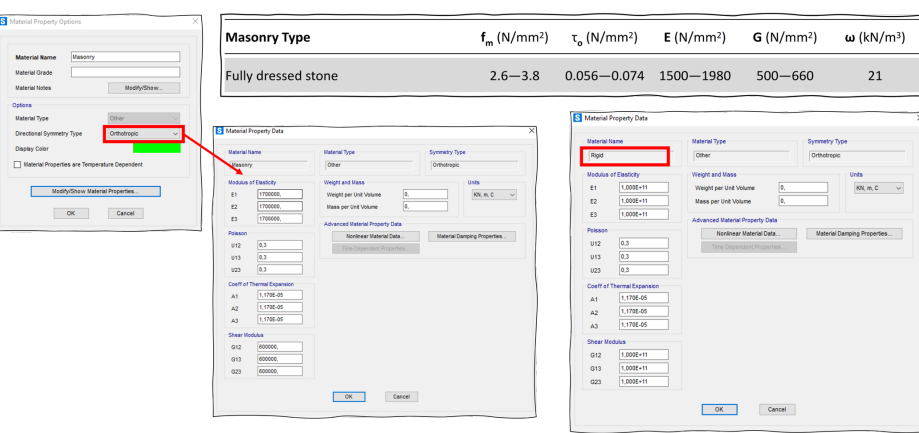 Material Property Options
Material Name Masonry
Material Grade
Material Notes Modify/Show...
Options
Material Type Other
Directional Symmetry Type Orthotropic
Display Color
Material Properties are Temperature Dependent
Modify/Show Material Properties...
OK Cancel
Masonry Type fm (N/mm²) τo (N/mm²) E (N/mm²) G (N/mm²) ω (kN/m³)
Fully dressed stone 2.6—3.8 0.056—0.074 1500—1980 500—660 21
S Material Property Data X
Material Name Material Type Symmetry Type
Masonry Other Orthotropic
Modulus of Elasticity Weight and Mass Units
E1 1700000, Weight per Unit Volume 0, KN, m, C
E2 1700000, Mass per Unit Volume 0,
E3 1700000,
Advanced Material Property Data
Poisson Nonlinear Material Data... Material Damping Properties...
U12 0,3 Time Dependent Properties...
U13 0,3
U23 0,3
Coeff of Thermal Expansion
A1 1,170E-05
A2 1,170E-05
A3 1,170E-05
Shear Modulus
G12 600000,
G13 600000,
G23 600000,
OK Cancel
S Material Property Data
Material Name Material Type Symmetry Type
Rigid Other Orthotropic
Modulus of Elasticity Weight and Mass Units
E1 1,000E+11 Weight per Unit Volume 0, KN, m, C
E2 1,000E+11 Mass per Unit Volume 0,
E3 1,000E+11
Advanced Material Property Data
Poisson Nonlinear Material Data... Material Damping Properties...
U12 0,3 Time Dependent Properties...
U13 0,3
U23 0,3
Coeff of Thermal Expansion
A1 1,170E-05
A2 1,170E-05
A3 1,170E-05
Shear Modulus
G12 1,000E+11
G13 1,000E+11
G23 1,000E+11
OK Cancel